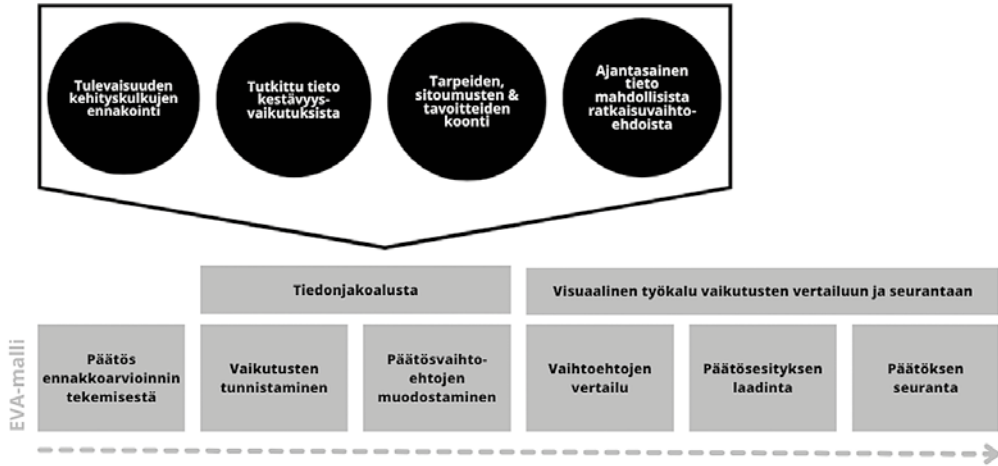 Tulevaisuuden
kehityskulkujen
ennakointi
Tutkittu tieto
kestävyys-
vaikutuksista
Tarpeiden,
sitoumusten &
tavoitteiden
koonti
Ajantasainen
tieto
mahdollisista
ratkaisuvaihto-
ehdoista
Tiedonjakoalusta
Visuaalinen työkalu vaikutusten vertailuun ja seurantaan
EVA-malli
Päätös
ennakkoarvioinnin
tekemisestä
Vaikutusten
tunnistaminen
Päätösvaihto-
ehtojen
muodostaminen
Vaihtoehtojen
vertailu
Päätösesityksen
laadinta
Päätöksen
seuranta